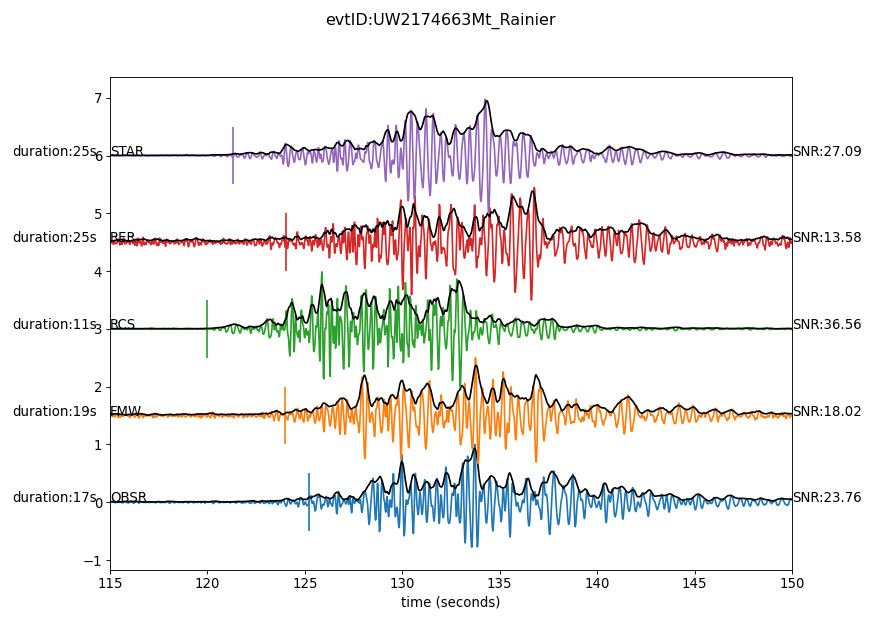 evtID:UW2174663Mt_Rainier
7
duration:25s 6 STAR SNR:27.09
5
duration:25s RER SNR:13.58
4
duration:11s 3 RCS SNR:36.56
2
duration:19s FMW SNR:18.02
1
duration:17s 0 OBSR SNR:23.76
−1
115 120 125 130 135 140 145 150
time (seconds)